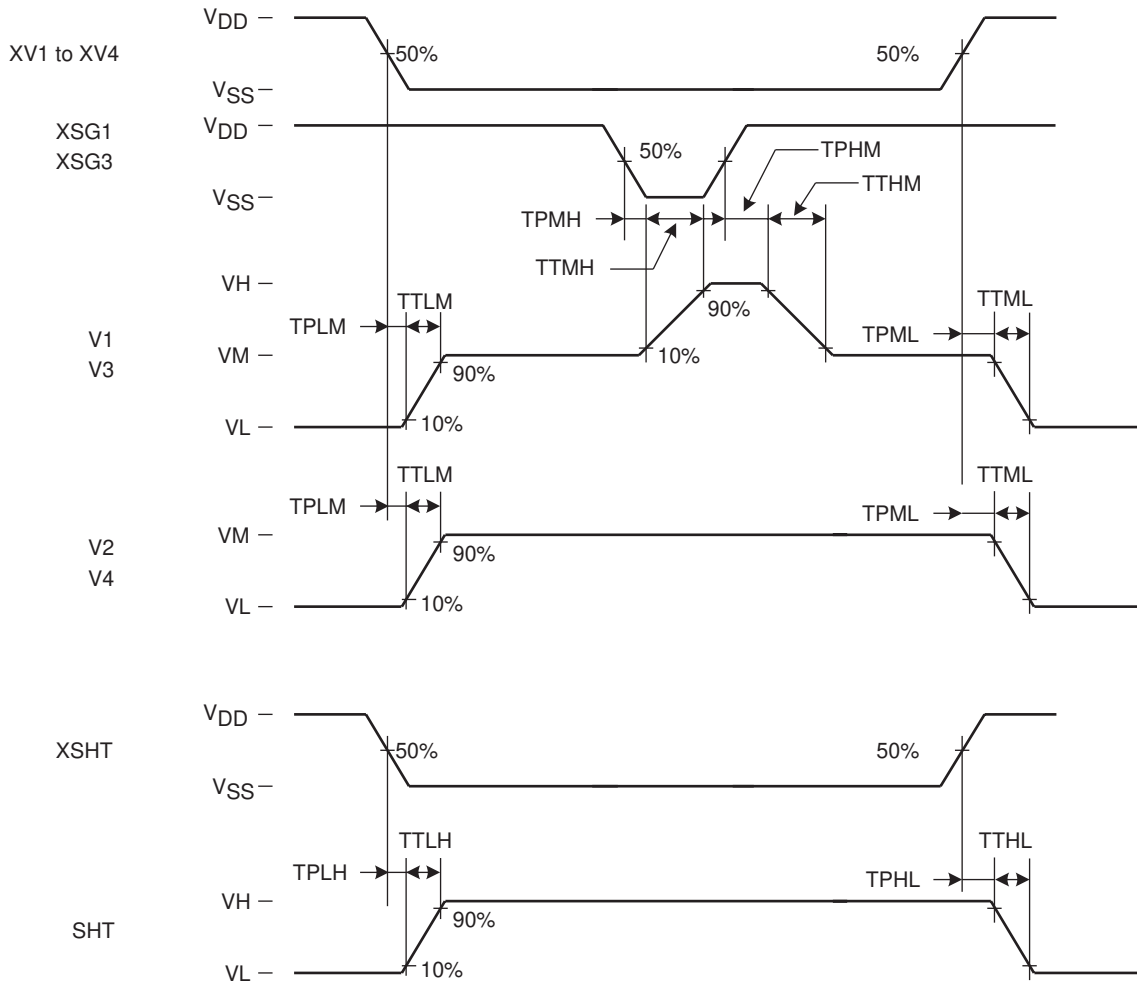 VDD
XV1 to XV4
50%
50%
VSS
XSG1
XSG3
VDD
50%
TPHM
TTHM
VSS
TPMH
TTMH
VH
TTLM
TTML
TPLM
90%
TPML
V1
V3
VM
10%
90%
VL
10%
TTLM
TTML
TPLM
TPML
VM
V2
V4
90%
VL
10%
VDD
XSHT
50%
50%
VSS
TTLH
TTHL
TPLH
TPHL
VH
90%
SHT
VL
10%